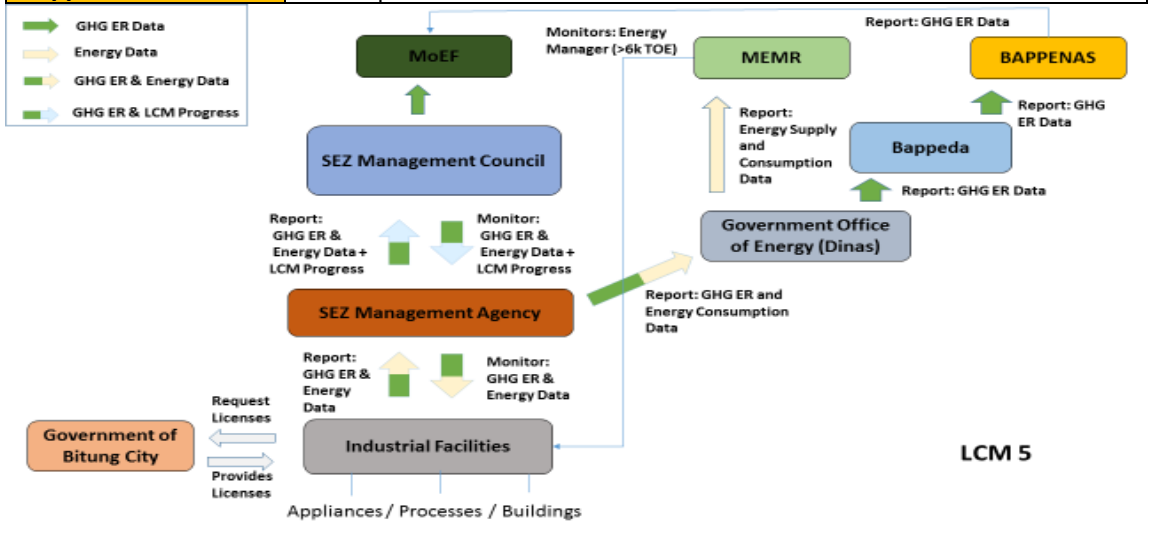 GHG ER Data
Energy Data
GHG ER & Energy Data
GHG ER & LCM Progress
MoEF
Monitors: Energy
Manager (>6k TOE)
MEMR
Report: GHG ER Data
BAPPENAS
Report: GHG
ER Data
Report:
Energy Supply
and
Consumption
Data
Bappeda
Report: GHG ER Data
SEZ Management Council
Government Office
of Energy (Dinas)
Report:
GHG ER &
Energy Data +
LCM Progress
Monitor:
GHG ER &
Energy Data +
LCM Progress
SEZ Management Agency
Report: GHG ER and
Energy Consumption
Data
Report:
GHG ER &
Energy
Data
Monitor:
GHG ER &
Energy Data
Request
Licenses
Government of
Bitung City
Provides
Licenses
Industrial Facilities
LCM 5
Appliances / Processes / Buildings